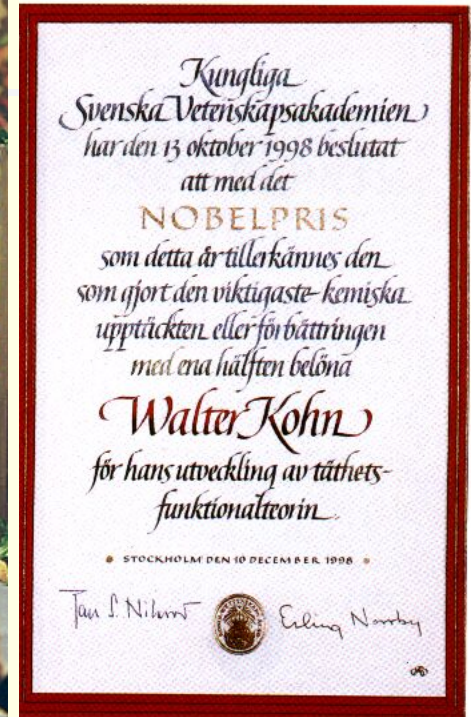 Kungliga
Svenska Vetenskapsakademien
har den 13 oktober 1998 beslutat
att med det
NOBELPRIS
som detta år tillerkännes den
som gjort den viktigaste kemiska
upptäckten eller förbättringen
med ena hälften belöna
Walter Kohn
för hans utveckling av täthets-
funktionalteorin
STOCKHOLM DEN 10 DECEMBER 1998
Erling Norrby